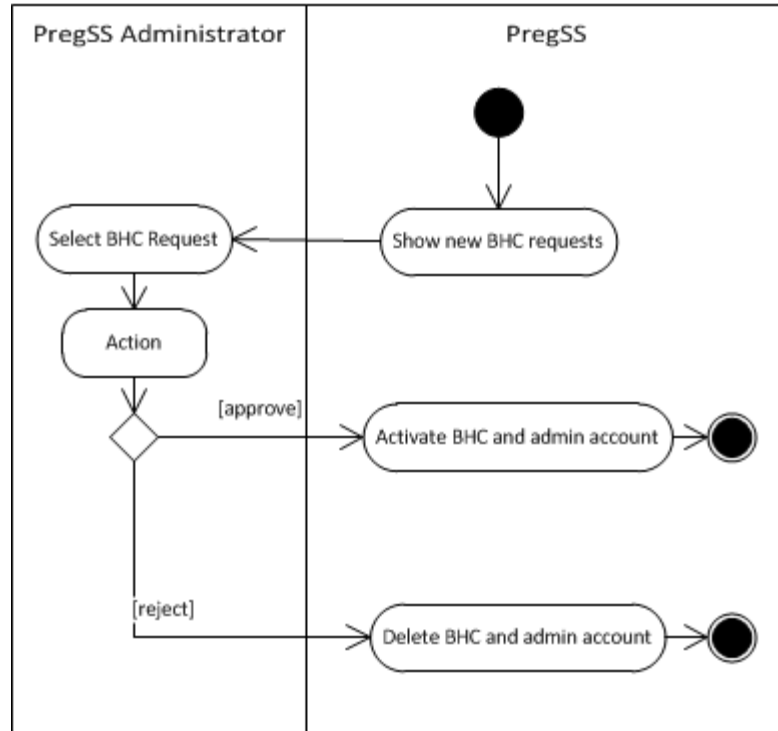 PregSS Administrator
PregSS
Select BHC Request
Show new BHC requests
Action
[approve]
Activate BHC and admin account
[reject]
Delete BHC and admin account